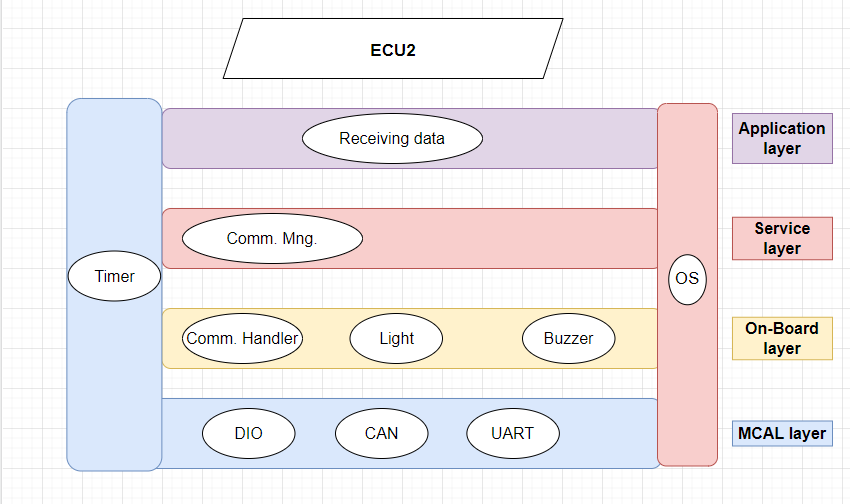 ECU2
Receiving data
Application
layer
Comm. Mng.
Service
layer
Timer
OS
Comm. Handler
Light
Buzzer
On-Board
layer
DIO
CAN
UART
MCAL layer